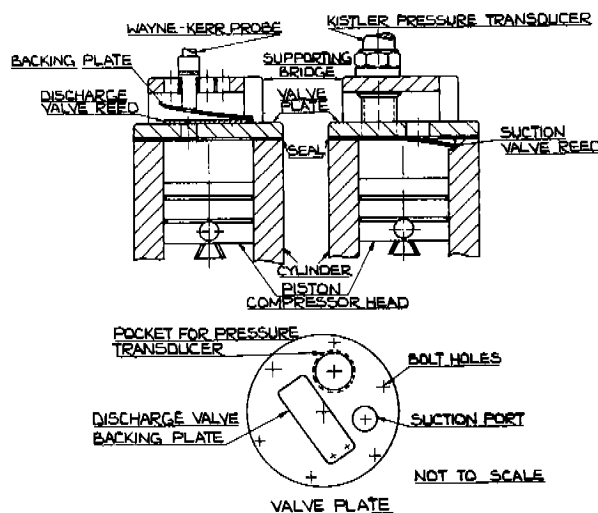 WAYNE-KERR PROBE
KISTLER PRESSURE TRANSDUCER
BACKING PLATE
SUPPORTING
BRIDGE
DISCHARGE
VALVE REED
VALVE
PLATE
SEAL
SUCTION
VALVE REED
CYLINDER
PISTON
COMPRESSOR HEAD
POCKET FOR PRESSURE
TRANSDUCER
BOLT HOLES
DISCHARGE VALVE
BACKING PLATE
SUCTION PORT
NOT TO SCALE
VALVE PLATE